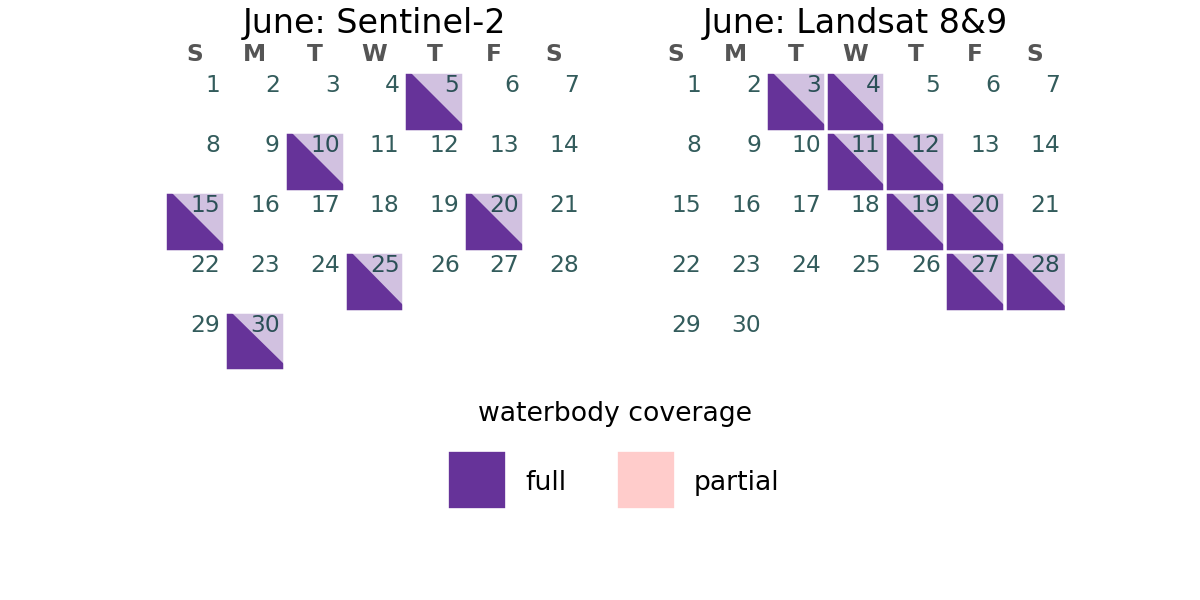 June: Sentinel-2
S M T W T F S
1 2 3 4 5 6 7
8 9 10 11 12 13 14
15 16 17 18 19 20 21
22 23 24 25 26 27 28
29 30
June: Landsat 8&9
S M T W T F S
1 2 3 4 5 6 7
8 9 10 11 12 13 14
15 16 17 18 19 20 21
22 23 24 25 26 27 28
29 30
waterbody coverage
full
partial